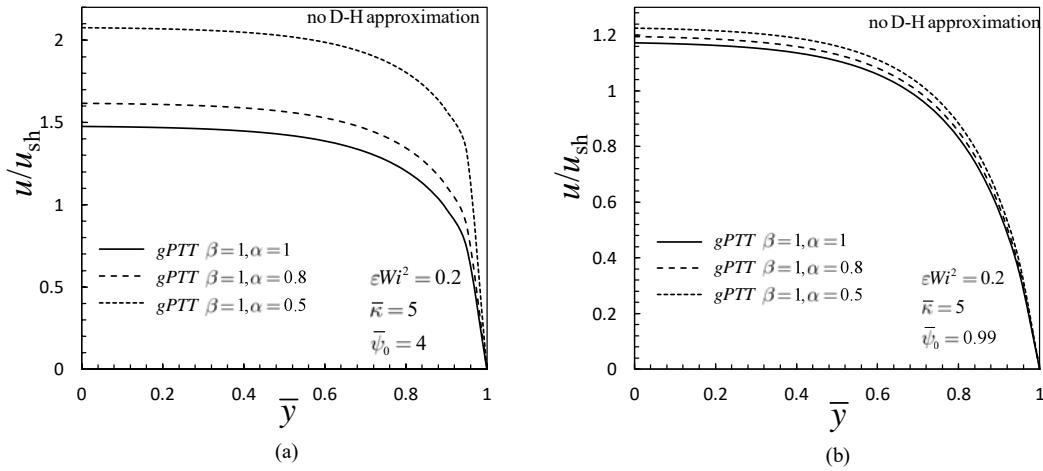 no D-H approximation
2
1.5
1
0.5
0
u/u_sh
gPTT β=1,α=1
gPTT β=1,α=0.8
gPTT β=1,α=0.5
εWi² = 0.2
κ̅ = 5
ψ̅₀ = 4
0 0.2 0.4 0.6 0.8 1
y̅
(a)
no D-H approximation
1.2
1
0.8
0.6
0.4
0.2
0
u/u_sh
gPTT β=1,α=1
gPTT β=1,α=0.8
gPTT β=1,α=0.5
εWi² = 0.2
κ̅ = 5
ψ̅₀ = 0.99
0 0.2 0.4 0.6 0.8 1
y̅
(b)